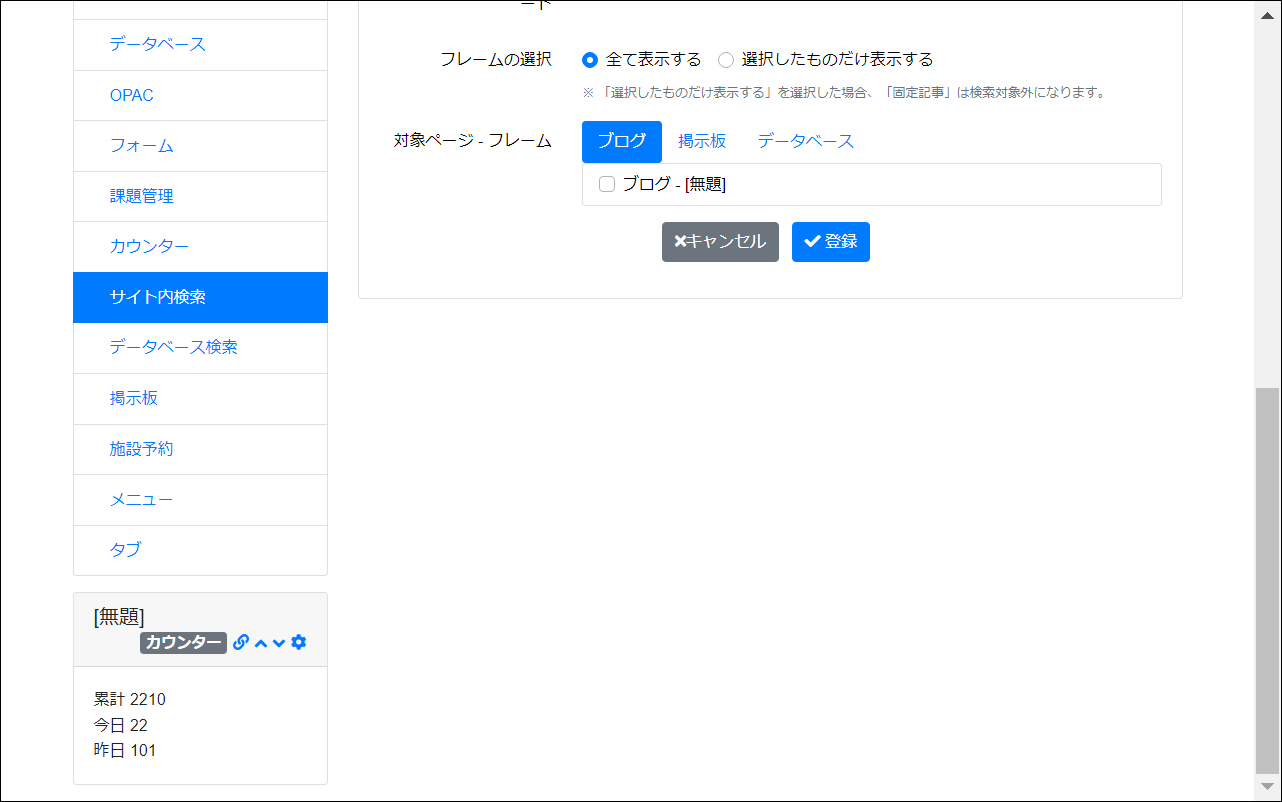 データベース
OPAC
フォーム
課題管理
カウンター
サイト内検索
データベース検索
掲示板
施設予約
メニュー
タブ
[無題]
カウンター
累計 2210
今日 22
昨日 101
フレームの選択 全て表示する 選択したものだけ表示する
※ 「選択したものだけ表示する」を選択した場合、「固定記事」は検索対象外になります。
対象ページ - フレーム ブログ 掲示板 データベース
ブログ - [無題]
キャンセル 登録